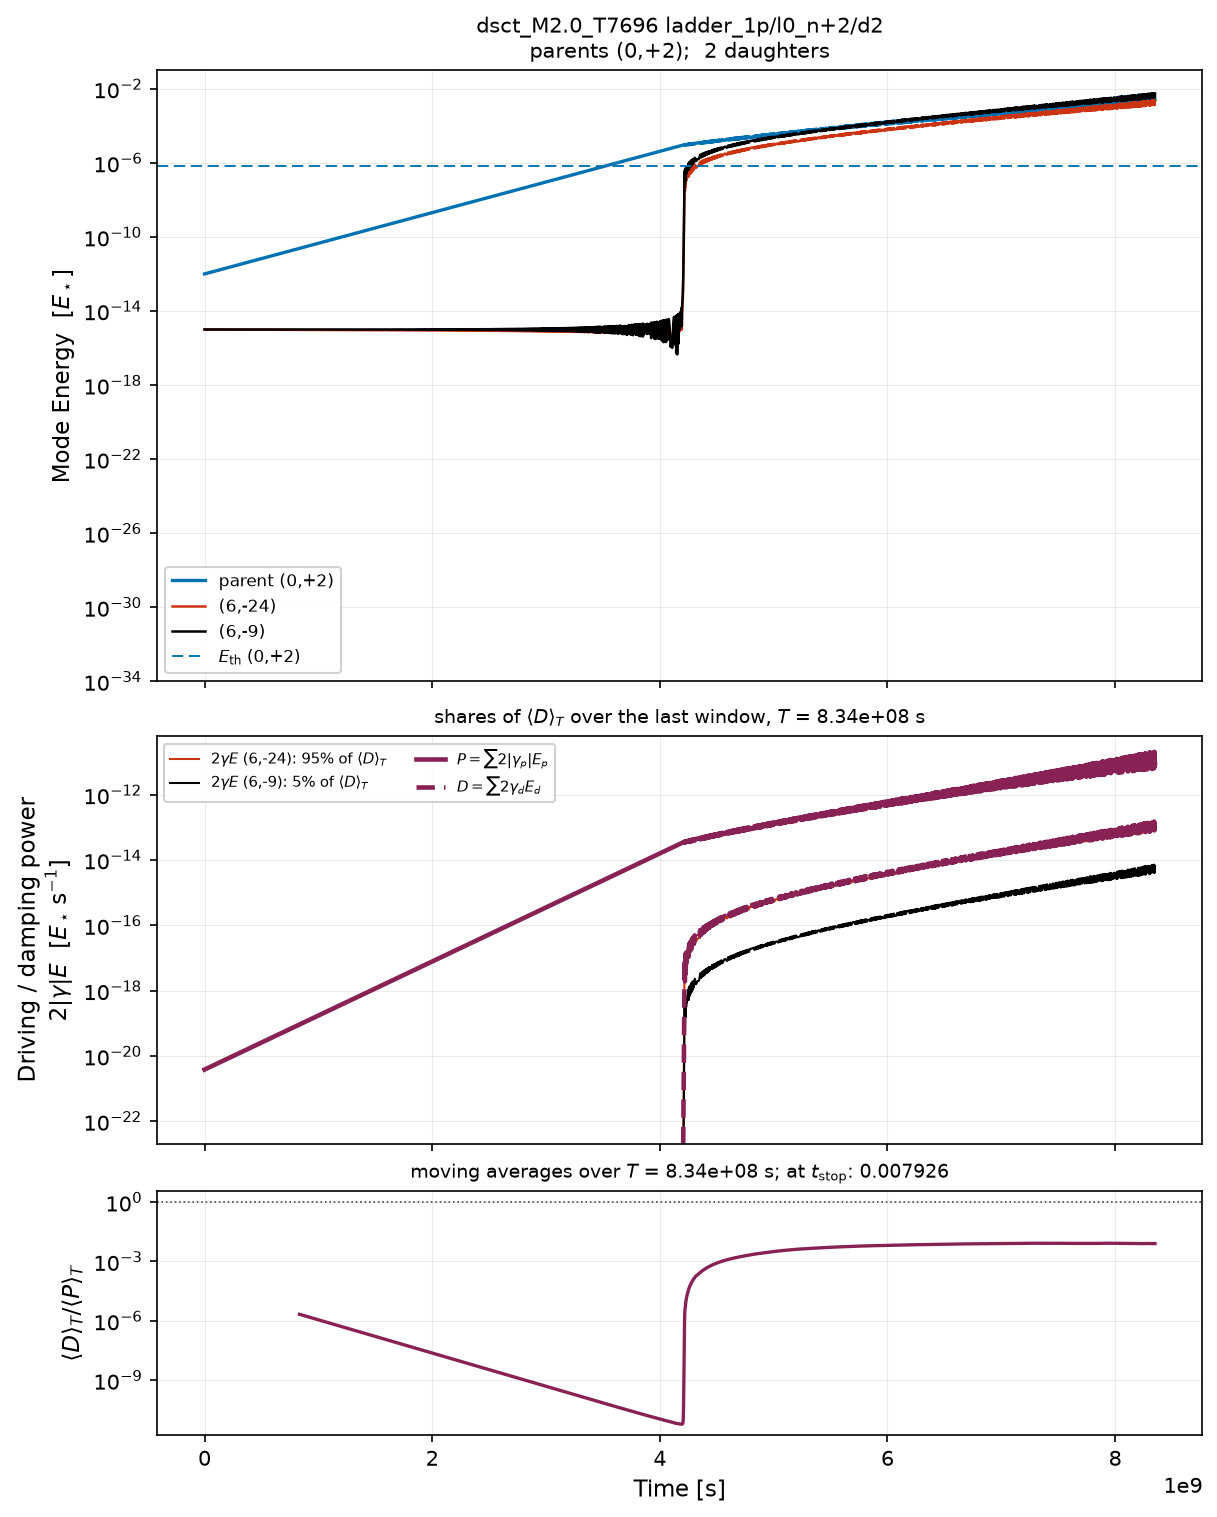 dsct_M2.0_T7696 ladder_1p/l0_n+2/d2
parents (0,+2);  2 daughters
10⁻²
10⁻⁶
10⁻¹⁰
10⁻¹⁴
10⁻¹⁸
10⁻²²
10⁻²⁶
10⁻³⁰
10⁻³⁴
Mode Energy [E⋆]
parent (0,+2)
(6,-24)
(6,-9)
E_th (0,+2)
shares of ⟨D⟩_T over the last window, T = 8.34e+08 s
2γE (6,-24): 95% of ⟨D⟩_T
2γE (6,-9): 5% of ⟨D⟩_T
P = ∑2|γ_p|E_p
D = ∑2γ_d E_d
10⁻¹²
10⁻¹⁴
10⁻¹⁶
10⁻¹⁸
10⁻²⁰
10⁻²²
Driving / damping power
2|γ|E [E⋆ s⁻¹]
moving averages over T = 8.34e+08 s; at t_stop: 0.007926
10⁰
10⁻³
10⁻⁶
10⁻⁹
⟨D⟩_T/⟨P⟩_T
0 2 4 6 8
Time [s]
1e9